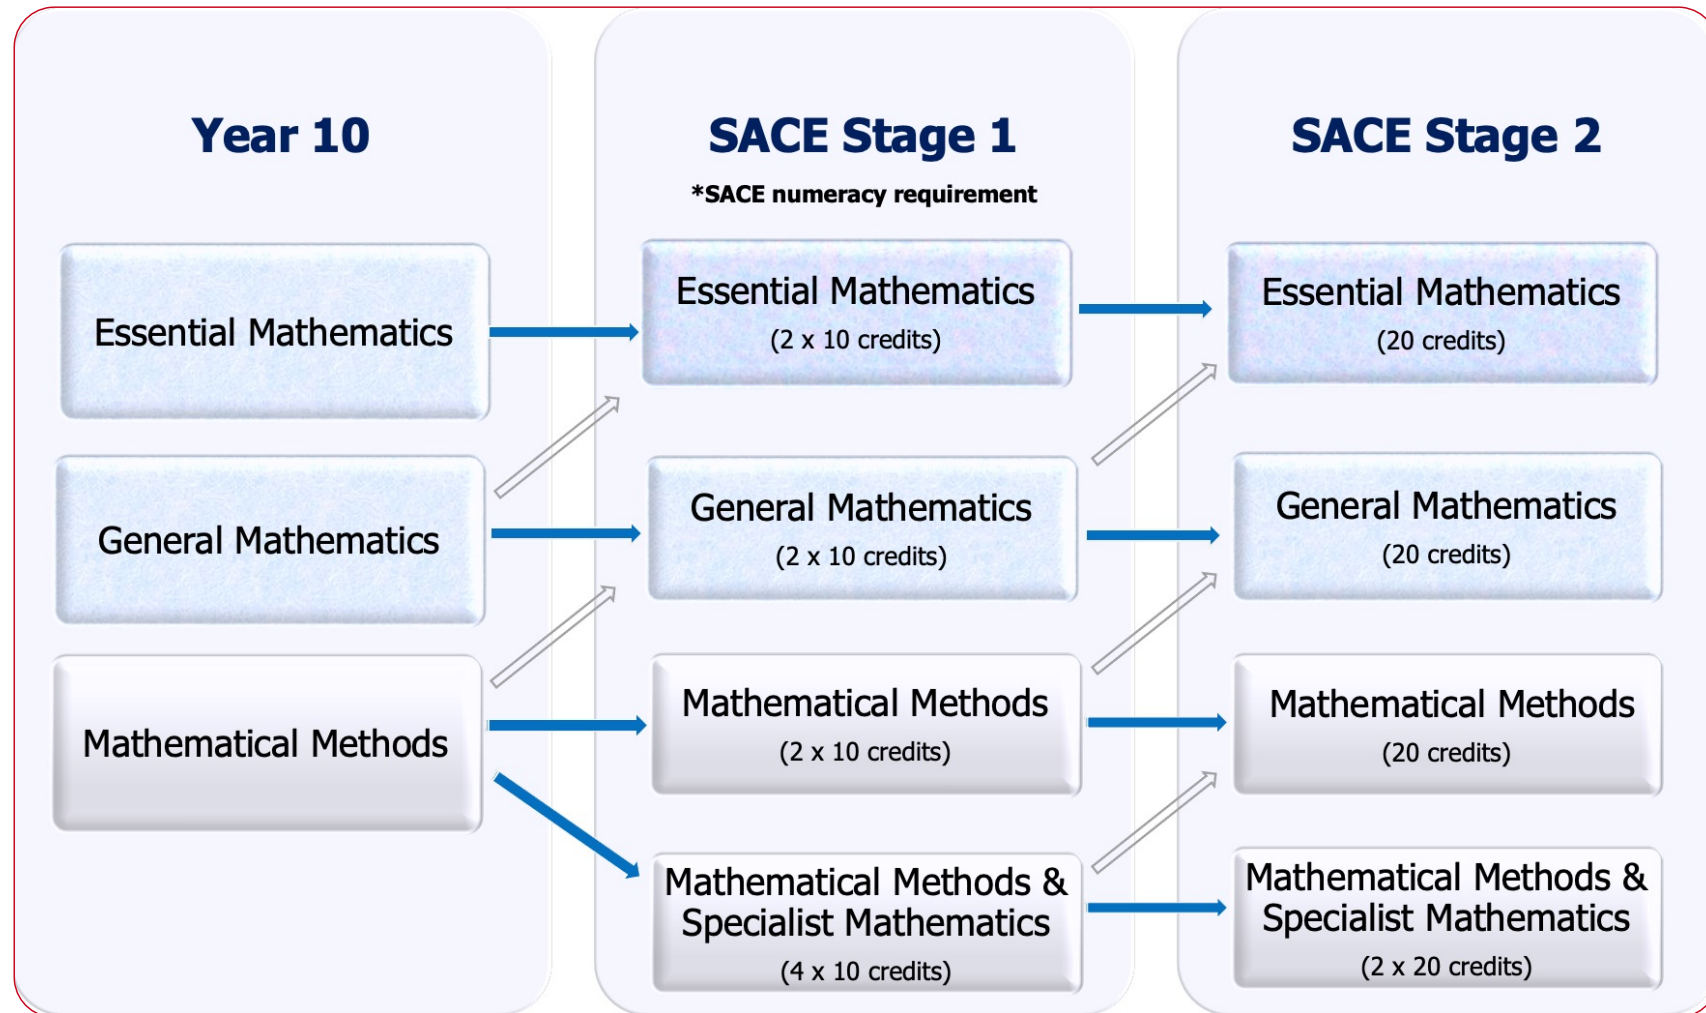 Year 10
Essential Mathematics
General Mathematics
Mathematical Methods
SACE Stage 1
*SACE numeracy requirement
Essential Mathematics
(2 x 10 credits)
General Mathematics
(2 x 10 credits)
Mathematical Methods
(2 x 10 credits)
Mathematical Methods &
Specialist Mathematics
(4 x 10 credits)
SACE Stage 2
Essential Mathematics
(20 credits)
General Mathematics
(20 credits)
Mathematical Methods
(20 credits)
Mathematical Methods &
Specialist Mathematics
(2 x 20 credits)